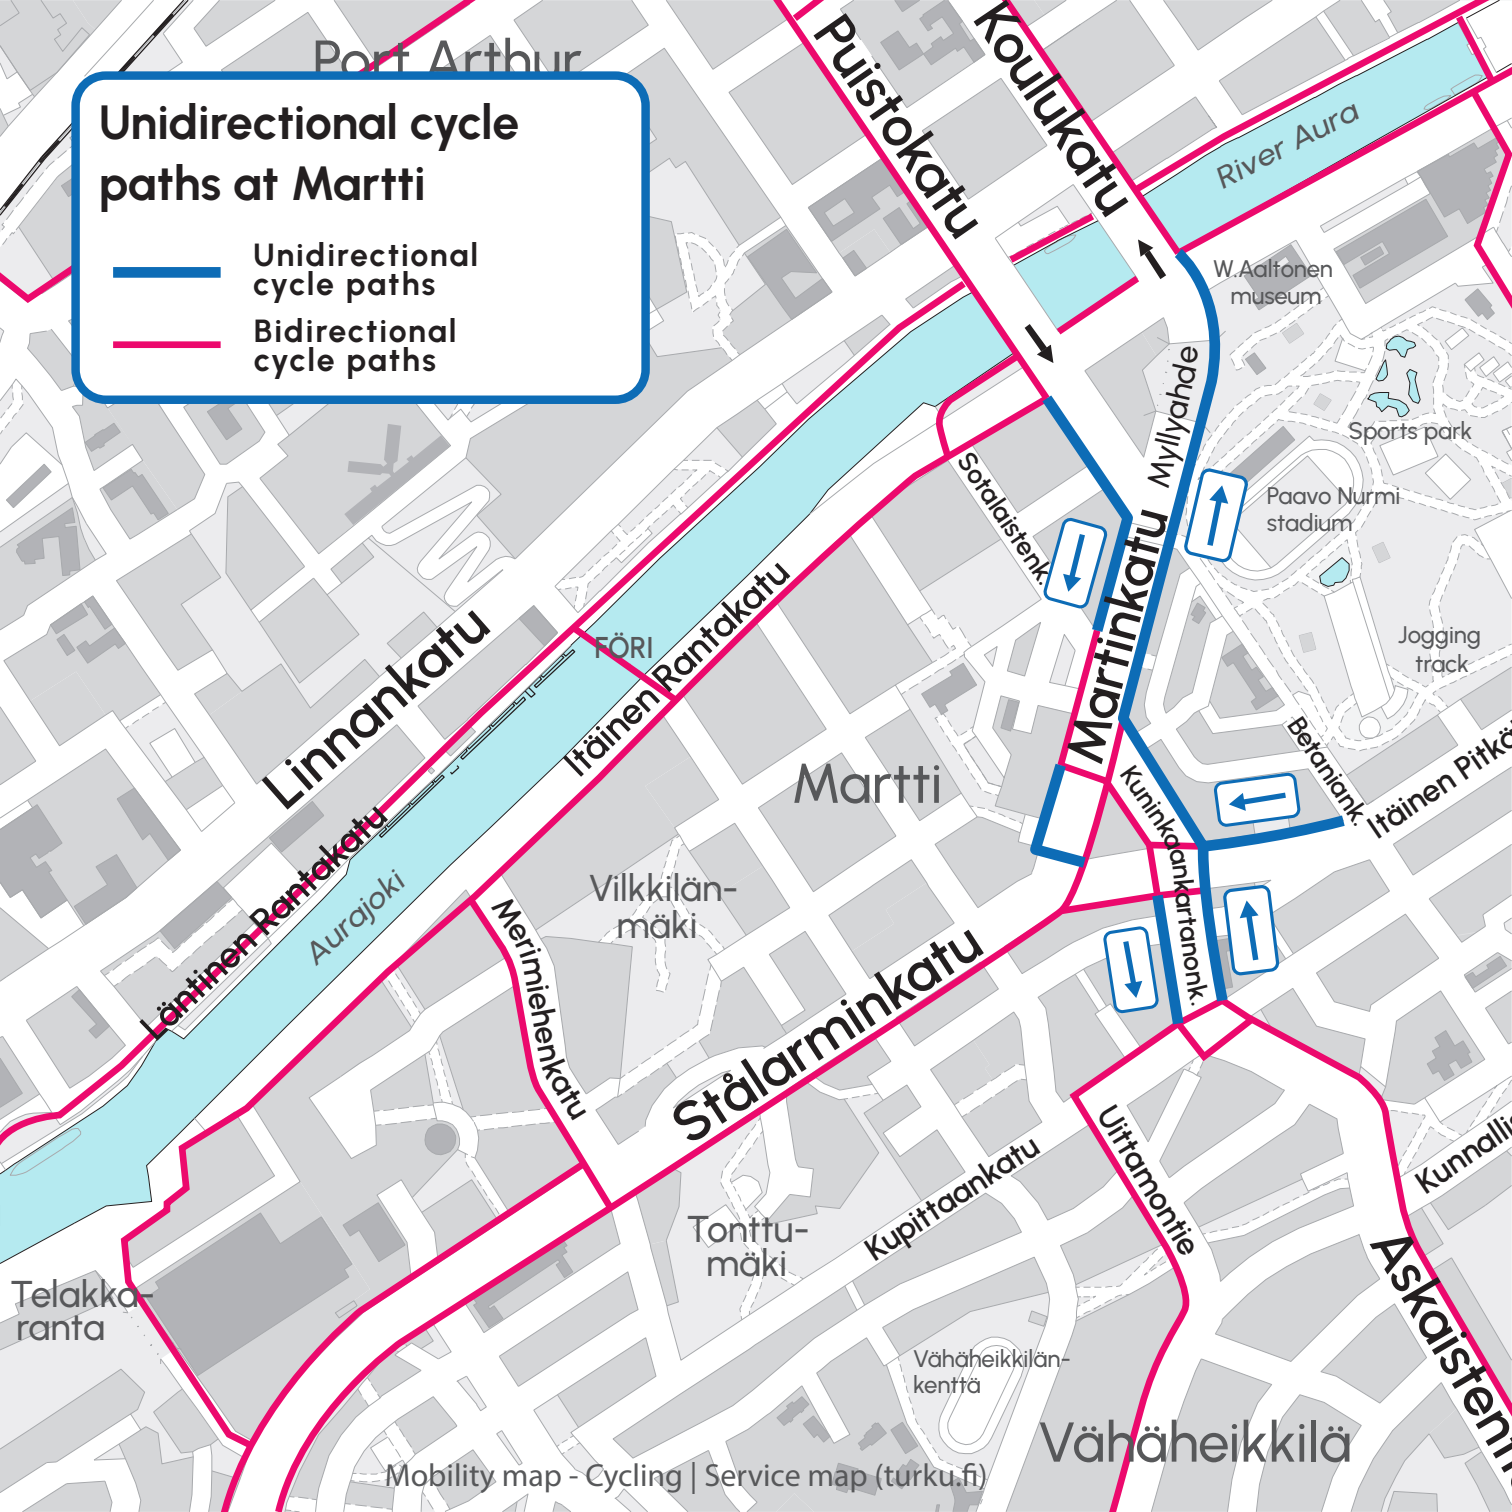 Port Arthur
Unidirectional cycle
paths at Martti
Unidirectional
cycle paths
Bidirectional
cycle paths
Puistokatu
Koulukatu
River Aura
W.Aaltonen
museum
Myllyahde
Sports park
Paavo Nurmi
stadium
Sotalaistenk.
Martinkatu
Jogging
track
FÖRI
Itäinen Rantakatu
Linnankatu
Betaniank.
Itäinen Pitkä
Martti
Kuninkaankartanonk.
Läntinen Rantakatu
Aurajoki
Vilkkilän-
mäki
Merimiehenkatu
Stålarminkatu
Uittamontie
Kunnallis
Kupittaankatu
Tonttu-
mäki
Telakka-
ranta
Askaistent
Vähäheikkilän-
kenttä
Vähäheikkilä
Mobility map - Cycling | Service map (turku.fi)